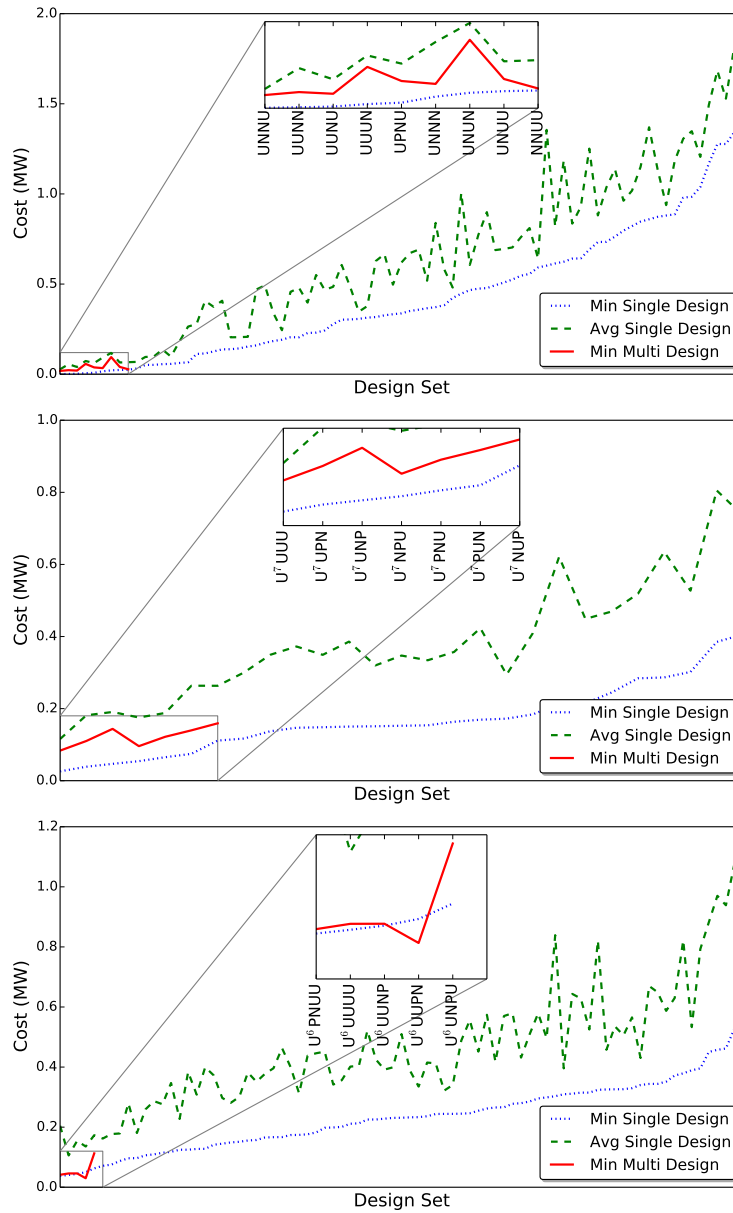 2.0
1.5
1.0
0.5
0.0
Cost (MW)
UNNU
UUNN
UUNU
UUUN
UPNU
UNNN
UNUN
UNUU
NNUU
Min Single Design
Avg Single Design
Min Multi Design
Design Set
1.0
0.8
0.6
0.4
0.2
0.0
Cost (MW)
U⁷UUU
U⁷UPN
U⁷UNP
U⁷NPU
U⁷PNU
U⁷PUN
U⁷NUP
Min Single Design
Avg Single Design
Min Multi Design
Design Set
1.2
1.0
0.8
0.6
0.4
0.2
0.0
Cost (MW)
U⁶PNUU
U⁶UUUU
U⁶UUNP
U⁶UUPN
U⁶UNPU
Min Single Design
Avg Single Design
Min Multi Design
Design Set